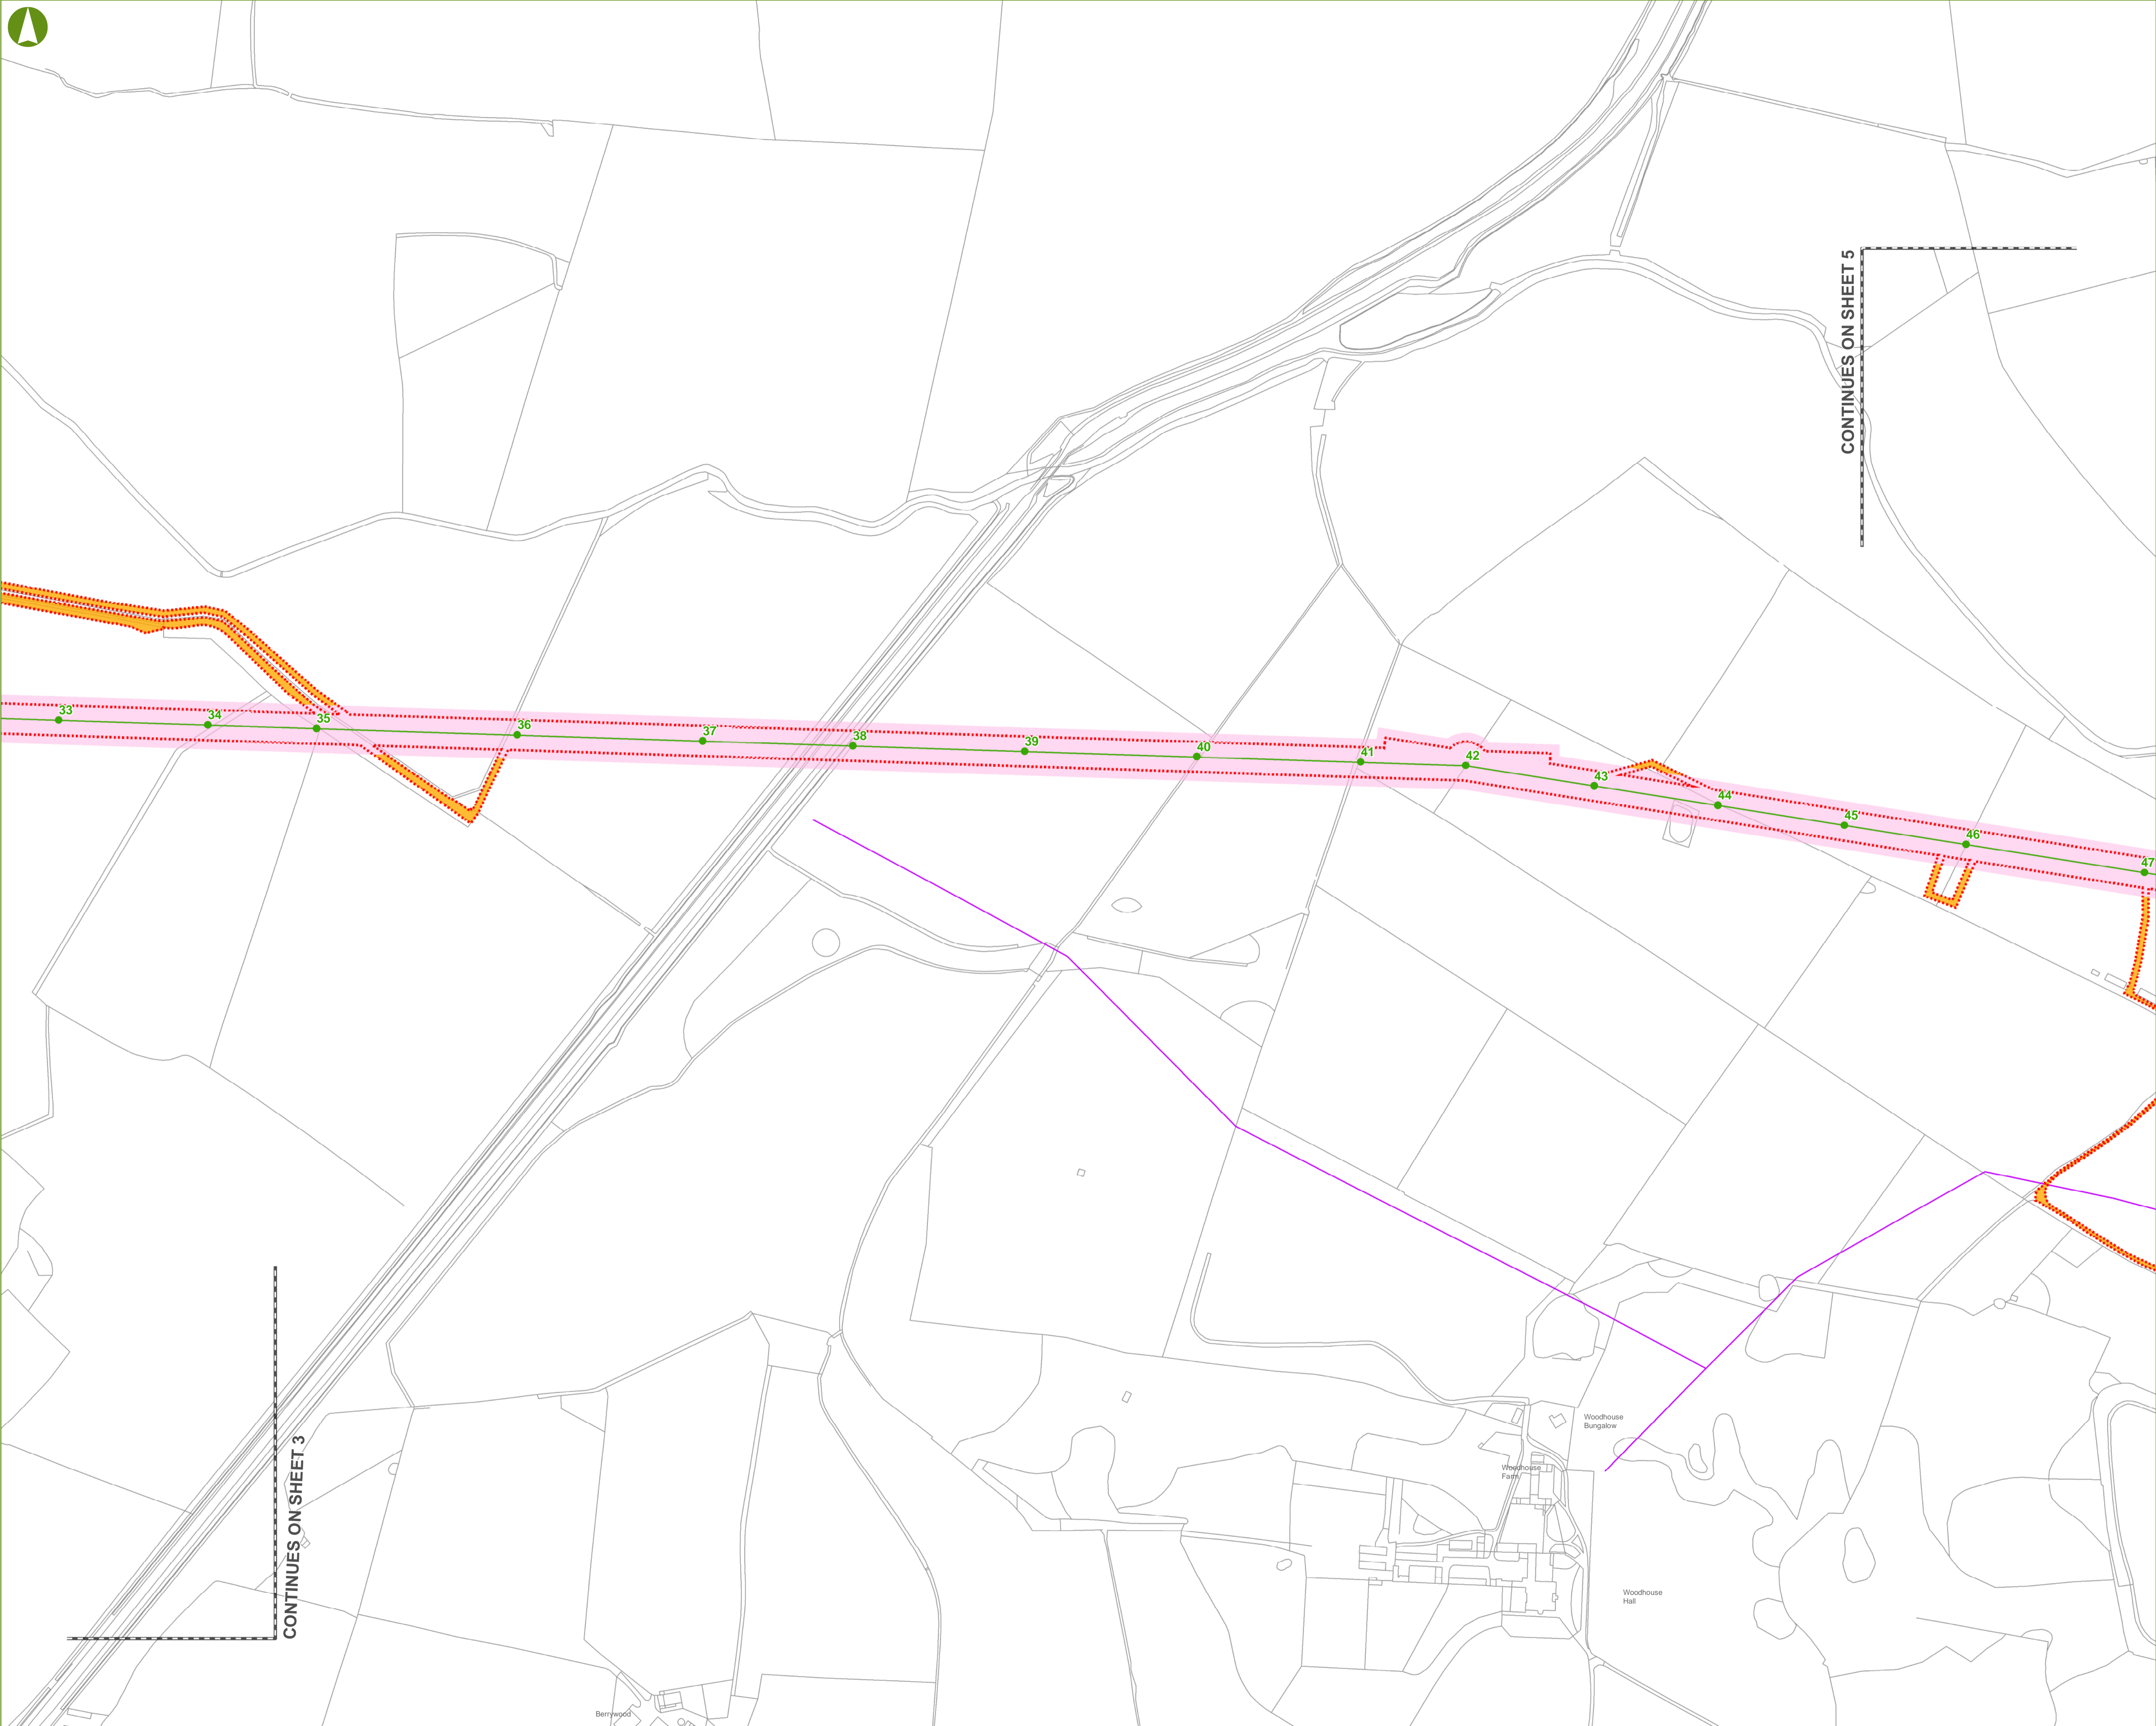 CONTINUES ON SHEET 5
33
34
35
36
37
38
39
40
41
42
43
44
45
46
47
Woodhouse
Bungalow
Woodhouse
Farm
CONTINUES ON SHEET 3
Woodhouse
Hall
Berrywood